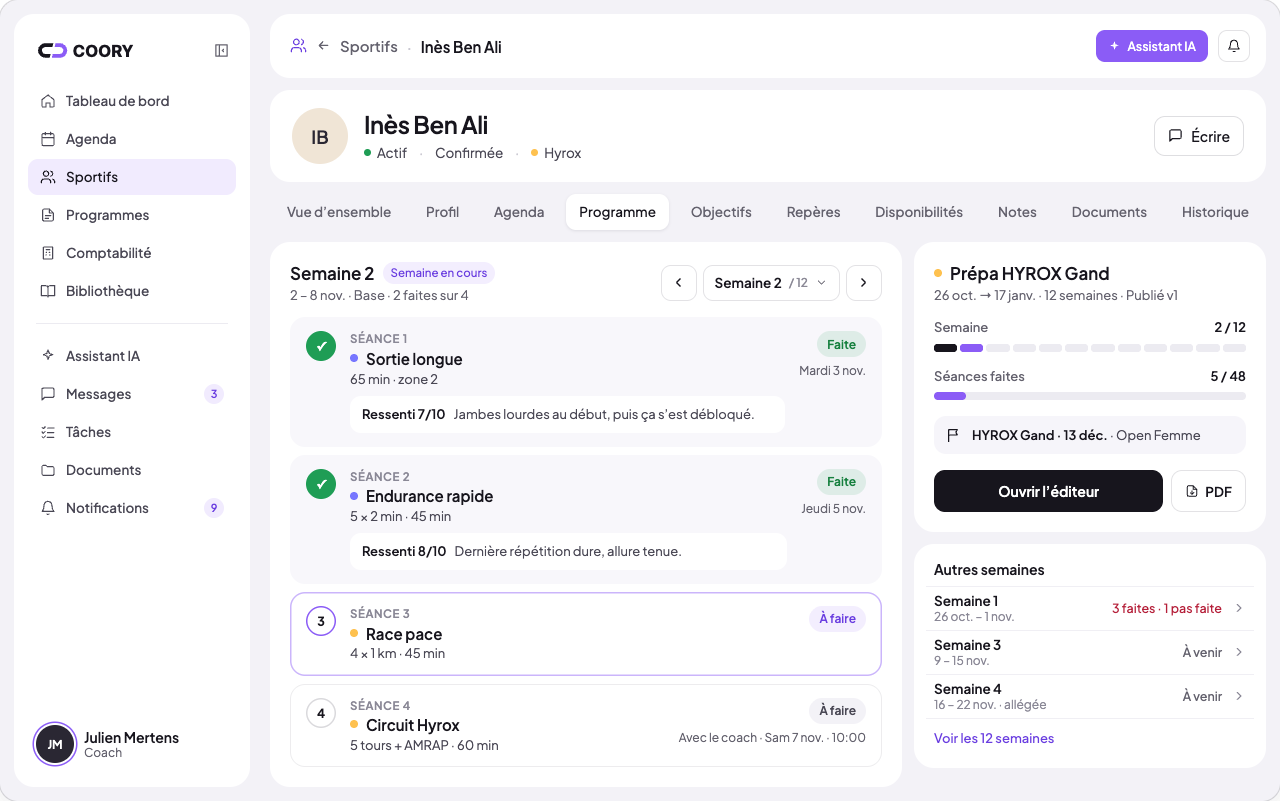 COORY
Tableau de bord
Agenda
Sportifs
Programmes
Comptabilité
Bibliothèque
Assistant IA
Messages 3
Tâches
Documents
Notifications 9
JM
Julien Mertens
Coach
Sportifs · Inès Ben Ali
Assistant IA
IB
Inès Ben Ali
Actif · Confirmée · Hyrox
Écrire
Vue d’ensemble Profil Agenda Programme Objectifs Repères Disponibilités Notes Documents Historique
Semaine 2 Semaine en cours
2 – 8 nov. · Base · 2 faites sur 4
Semaine 2 / 12
SÉANCE 1
Sortie longue
65 min · zone 2
Faite
Mardi 3 nov.
Ressenti 7/10 Jambes lourdes au début, puis ça s’est débloqué.
SÉANCE 2
Endurance rapide
5 × 2 min · 45 min
Faite
Jeudi 5 nov.
Ressenti 8/10 Dernière répétition dure, allure tenue.
3
SÉANCE 3
Race pace
4 × 1 km · 45 min
À faire
4
SÉANCE 4
Circuit Hyrox
5 tours + AMRAP · 60 min
À faire
Avec le coach · Sam 7 nov. · 10:00
Prépa HYROX Gand
26 oct. → 17 janv. · 12 semaines · Publié v1
Semaine 2 / 12
Séances faites 5 / 48
HYROX Gand · 13 déc. · Open Femme
Ouvrir l’éditeur
PDF
Autres semaines
Semaine 1
26 oct. – 1 nov.
3 faites · 1 pas faite
Semaine 3
9 – 15 nov.
À venir
Semaine 4
16 – 22 nov. · allégée
À venir
Voir les 12 semaines